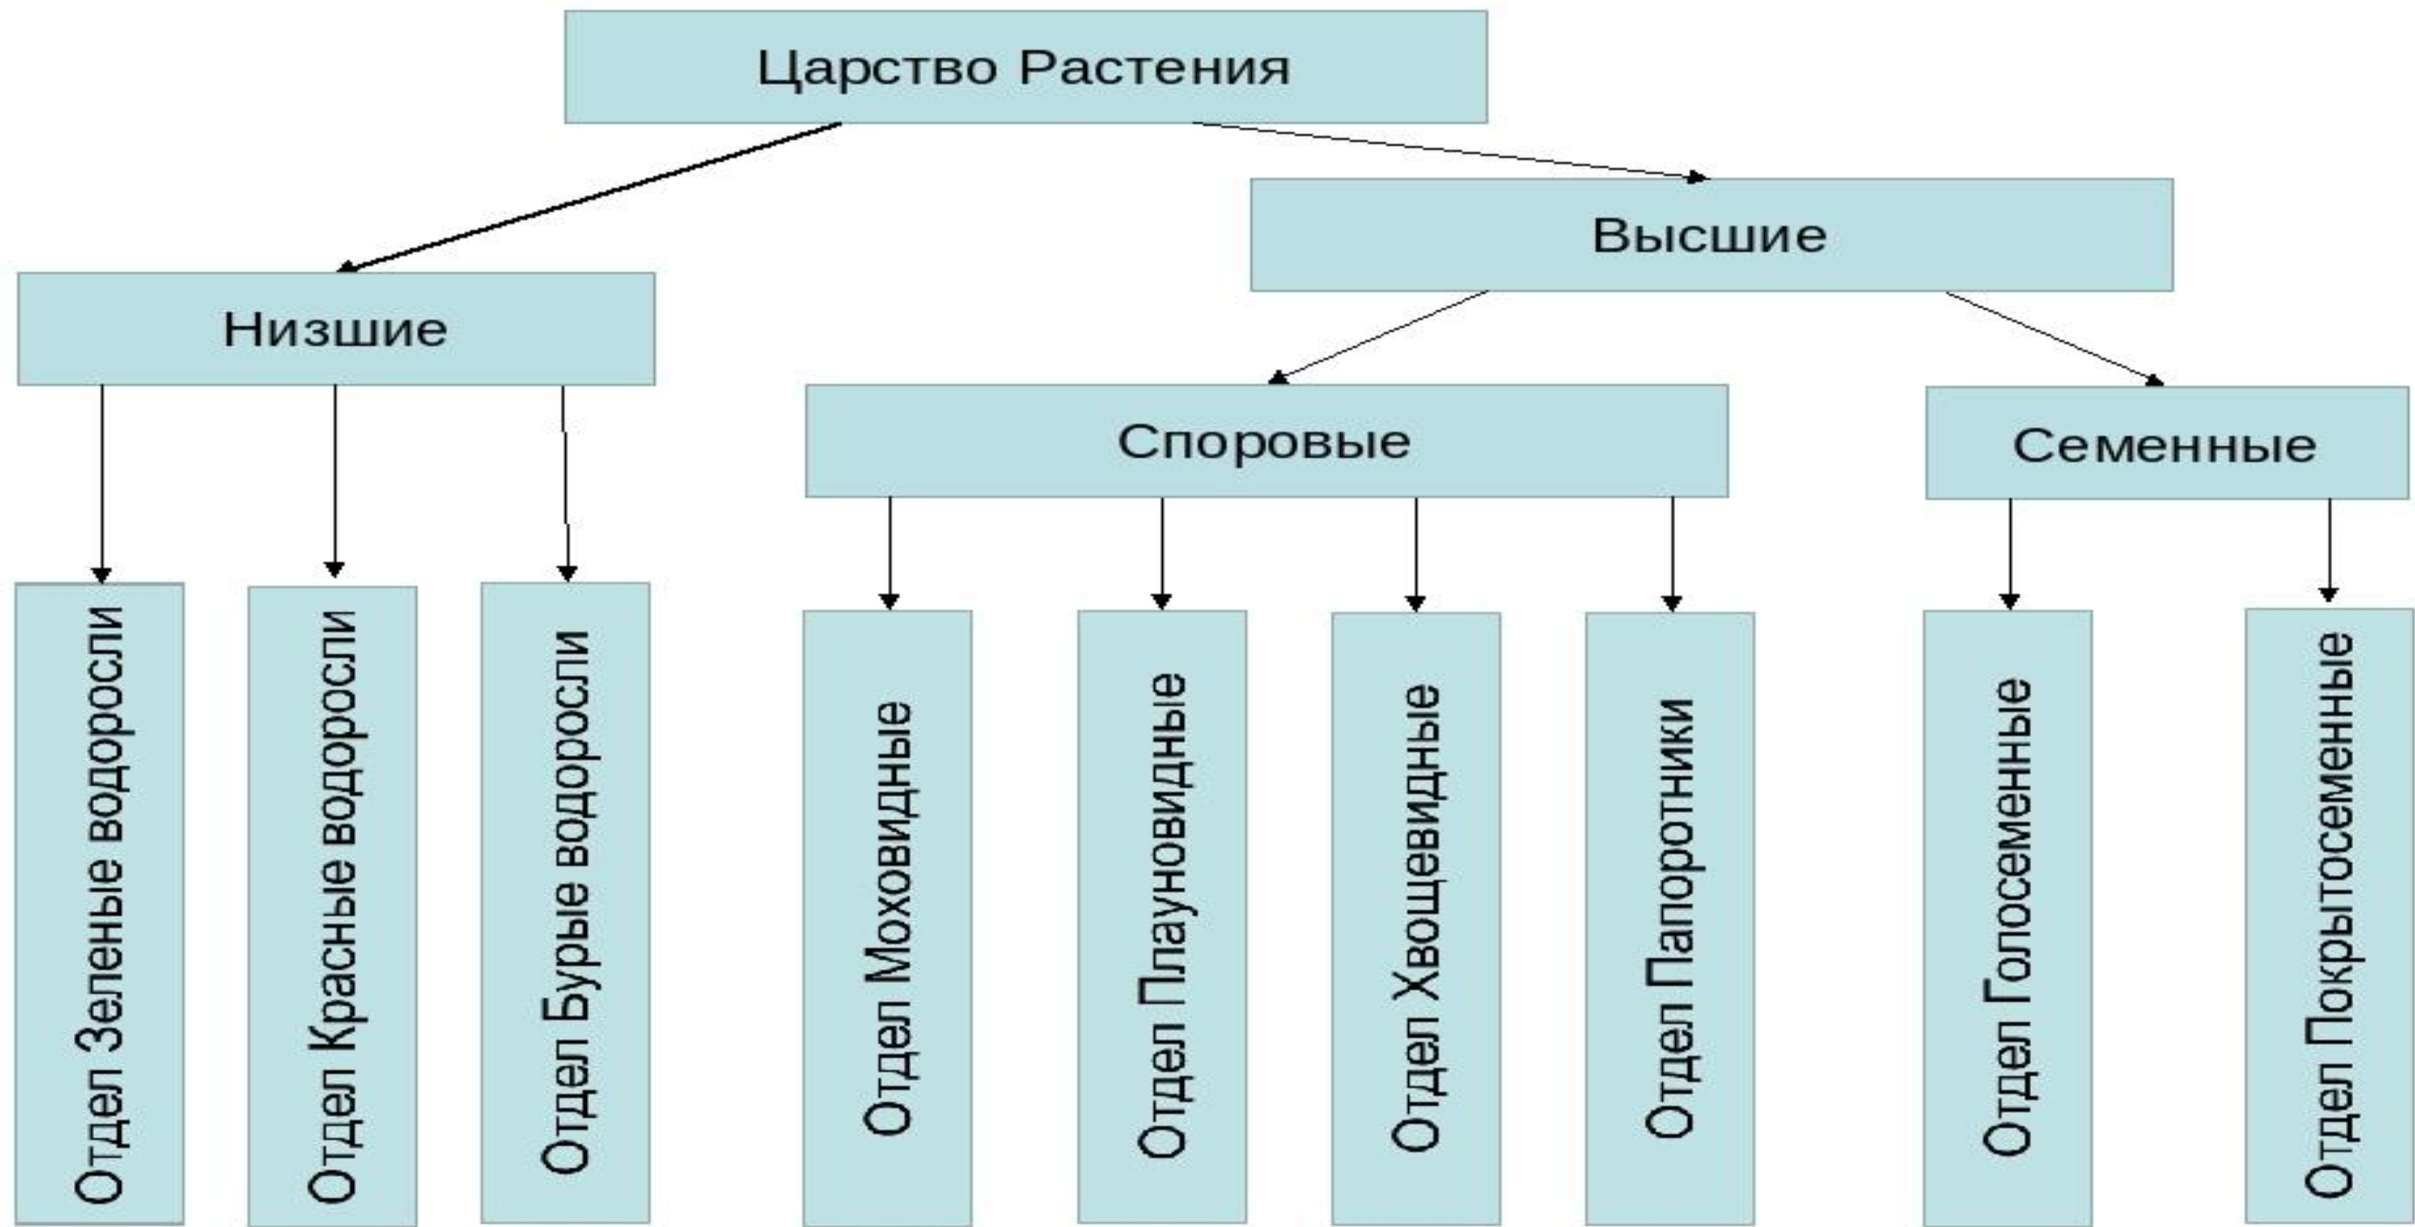 Царство Растения
Высшие
Низшие
Споровые
Семенные
Отдел Зеленые водоросли
Отдел Красные водоросли
Отдел Бурые водоросли
Отдел Моховидные
Отдел Плауновидные
Отдел Хвощевидные
Отдел Папоротники
Отдел Голосеменные
Отдел Покрытосеменные